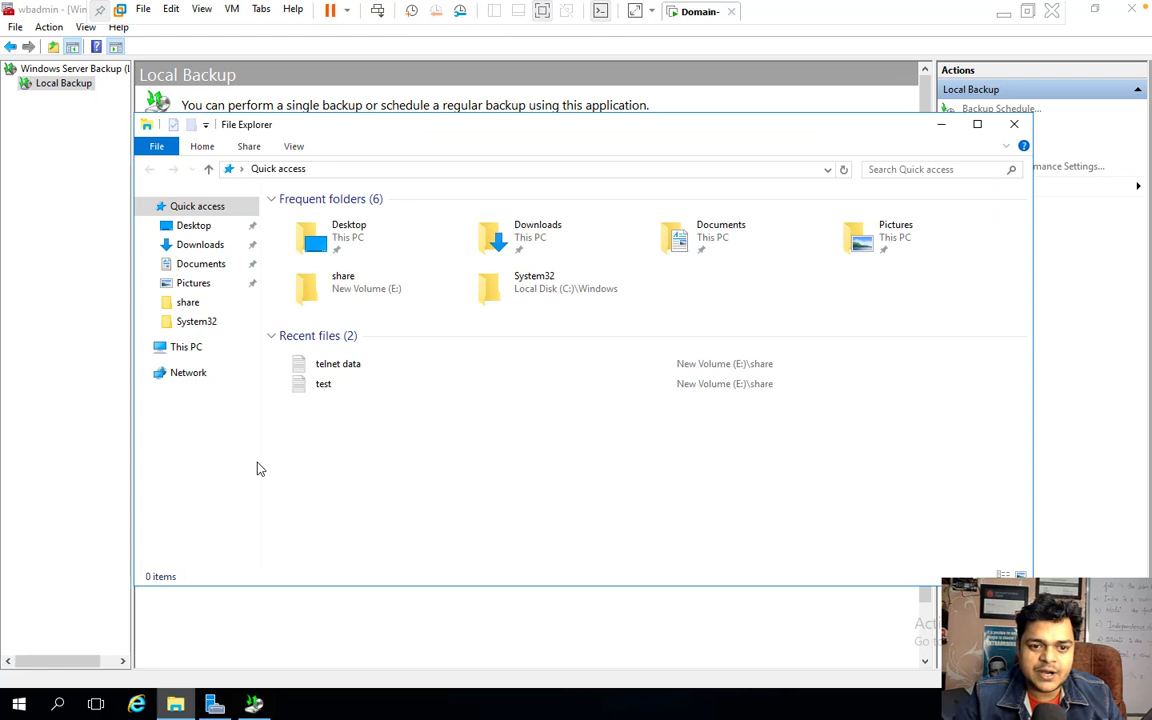 wbadmin - [Win
File Edit View VM Tabs Help
Domain-
File Action View Help
Windows Server Backup (L
Local Backup
Local Backup
You can perform a single backup or schedule a regular backup using this application.
Actions
Local Backup
Backup Schedule...
mance Settings...
File Explorer
File Home Share View
Quick access
Search Quick access
Quick access
Desktop
Downloads
Documents
Pictures
share
System32
This PC
Network
Frequent folders (6)
Desktop
This PC
Downloads
This PC
Documents
This PC
Pictures
This PC
share
New Volume (E:)
System32
Local Disk (C:)\Windows
Recent files (2)
telnet data New Volume (E:)\share
test New Volume (E:)\share
0 items
Go to